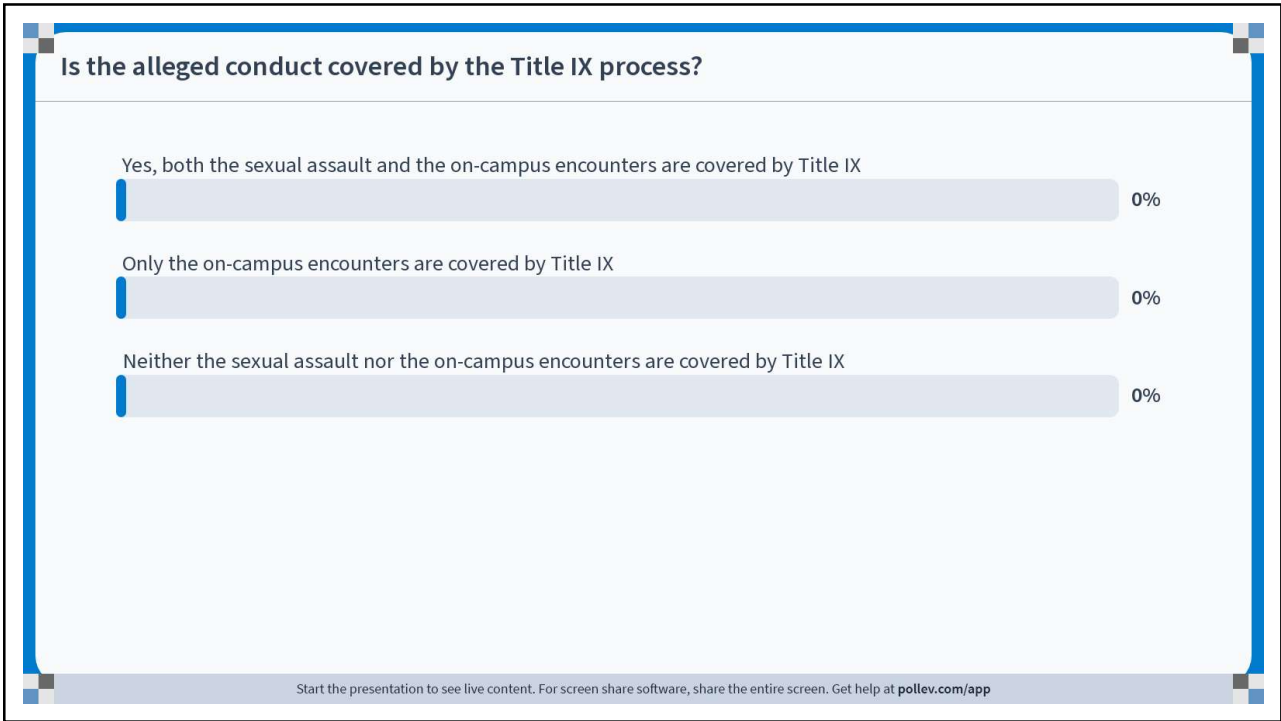 Is the alleged conduct covered by the Title IX process?
Yes, both the sexual assault and the on-campus encounters are covered by Title IX
0%
Only the on-campus encounters are covered by Title IX
0%
Neither the sexual assault nor the on-campus encounters are covered by Title IX
0%
Start the presentation to see live content. For screen share software, share the entire screen. Get help at pollev.com/app